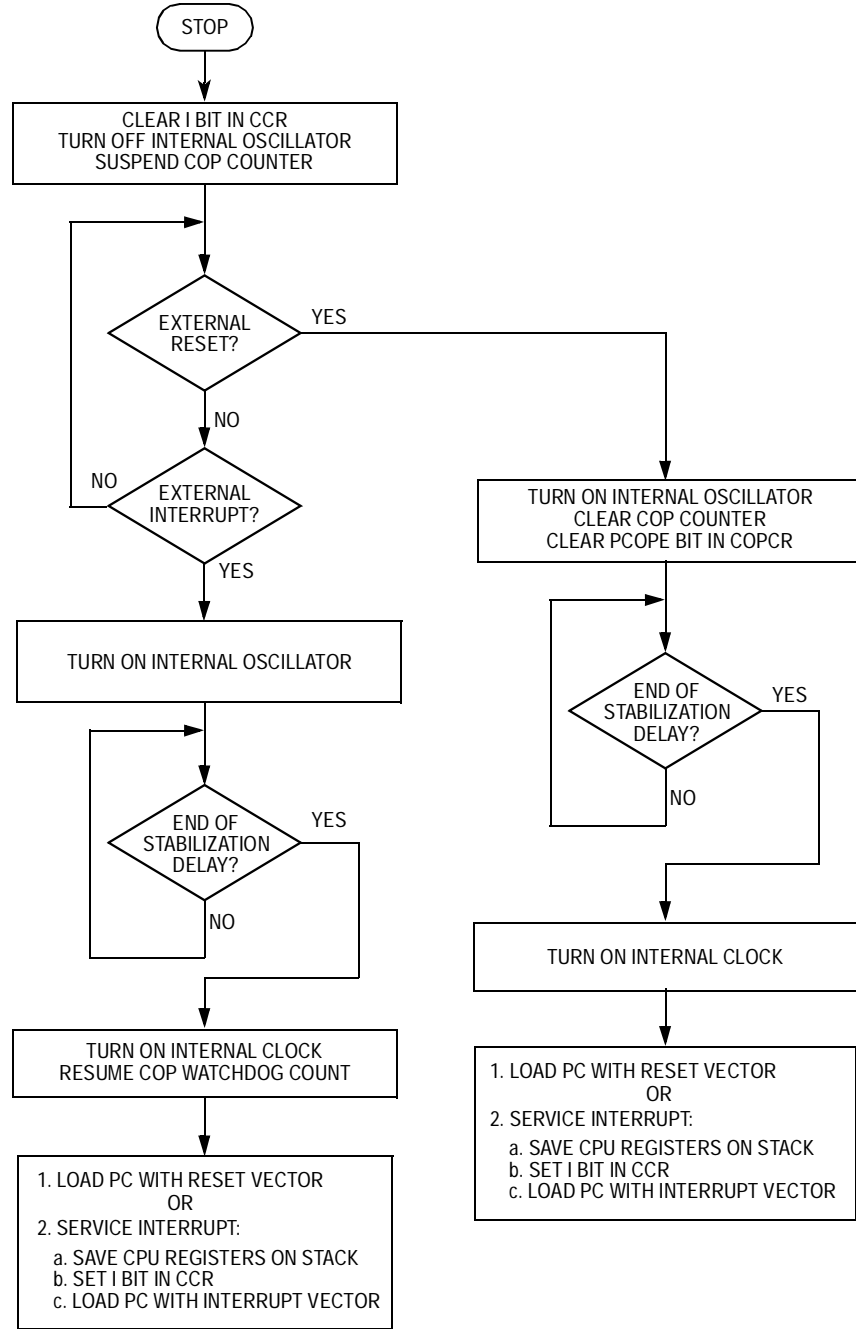 STOP
CLEAR I BIT IN CCR
TURN OFF INTERNAL OSCILLATOR
SUSPEND COP COUNTER
EXTERNAL
RESET?
YES
NO
EXTERNAL
INTERRUPT?
NO
YES
TURN ON INTERNAL OSCILLATOR
END OF
STABILIZATION
DELAY?
YES
NO
TURN ON INTERNAL CLOCK
RESUME COP WATCHDOG COUNT
1. LOAD PC WITH RESET VECTOR
OR
2. SERVICE INTERRUPT:
a. SAVE CPU REGISTERS ON STACK
b. SET I BIT IN CCR
c. LOAD PC WITH INTERRUPT VECTOR
TURN ON INTERNAL OSCILLATOR
CLEAR COP COUNTER
CLEAR PCOPE BIT IN COPCR
END OF
STABILIZATION
DELAY?
YES
NO
TURN ON INTERNAL CLOCK
1. LOAD PC WITH RESET VECTOR
OR
2. SERVICE INTERRUPT:
a. SAVE CPU REGISTERS ON STACK
b. SET I BIT IN CCR
c. LOAD PC WITH INTERRUPT VECTOR